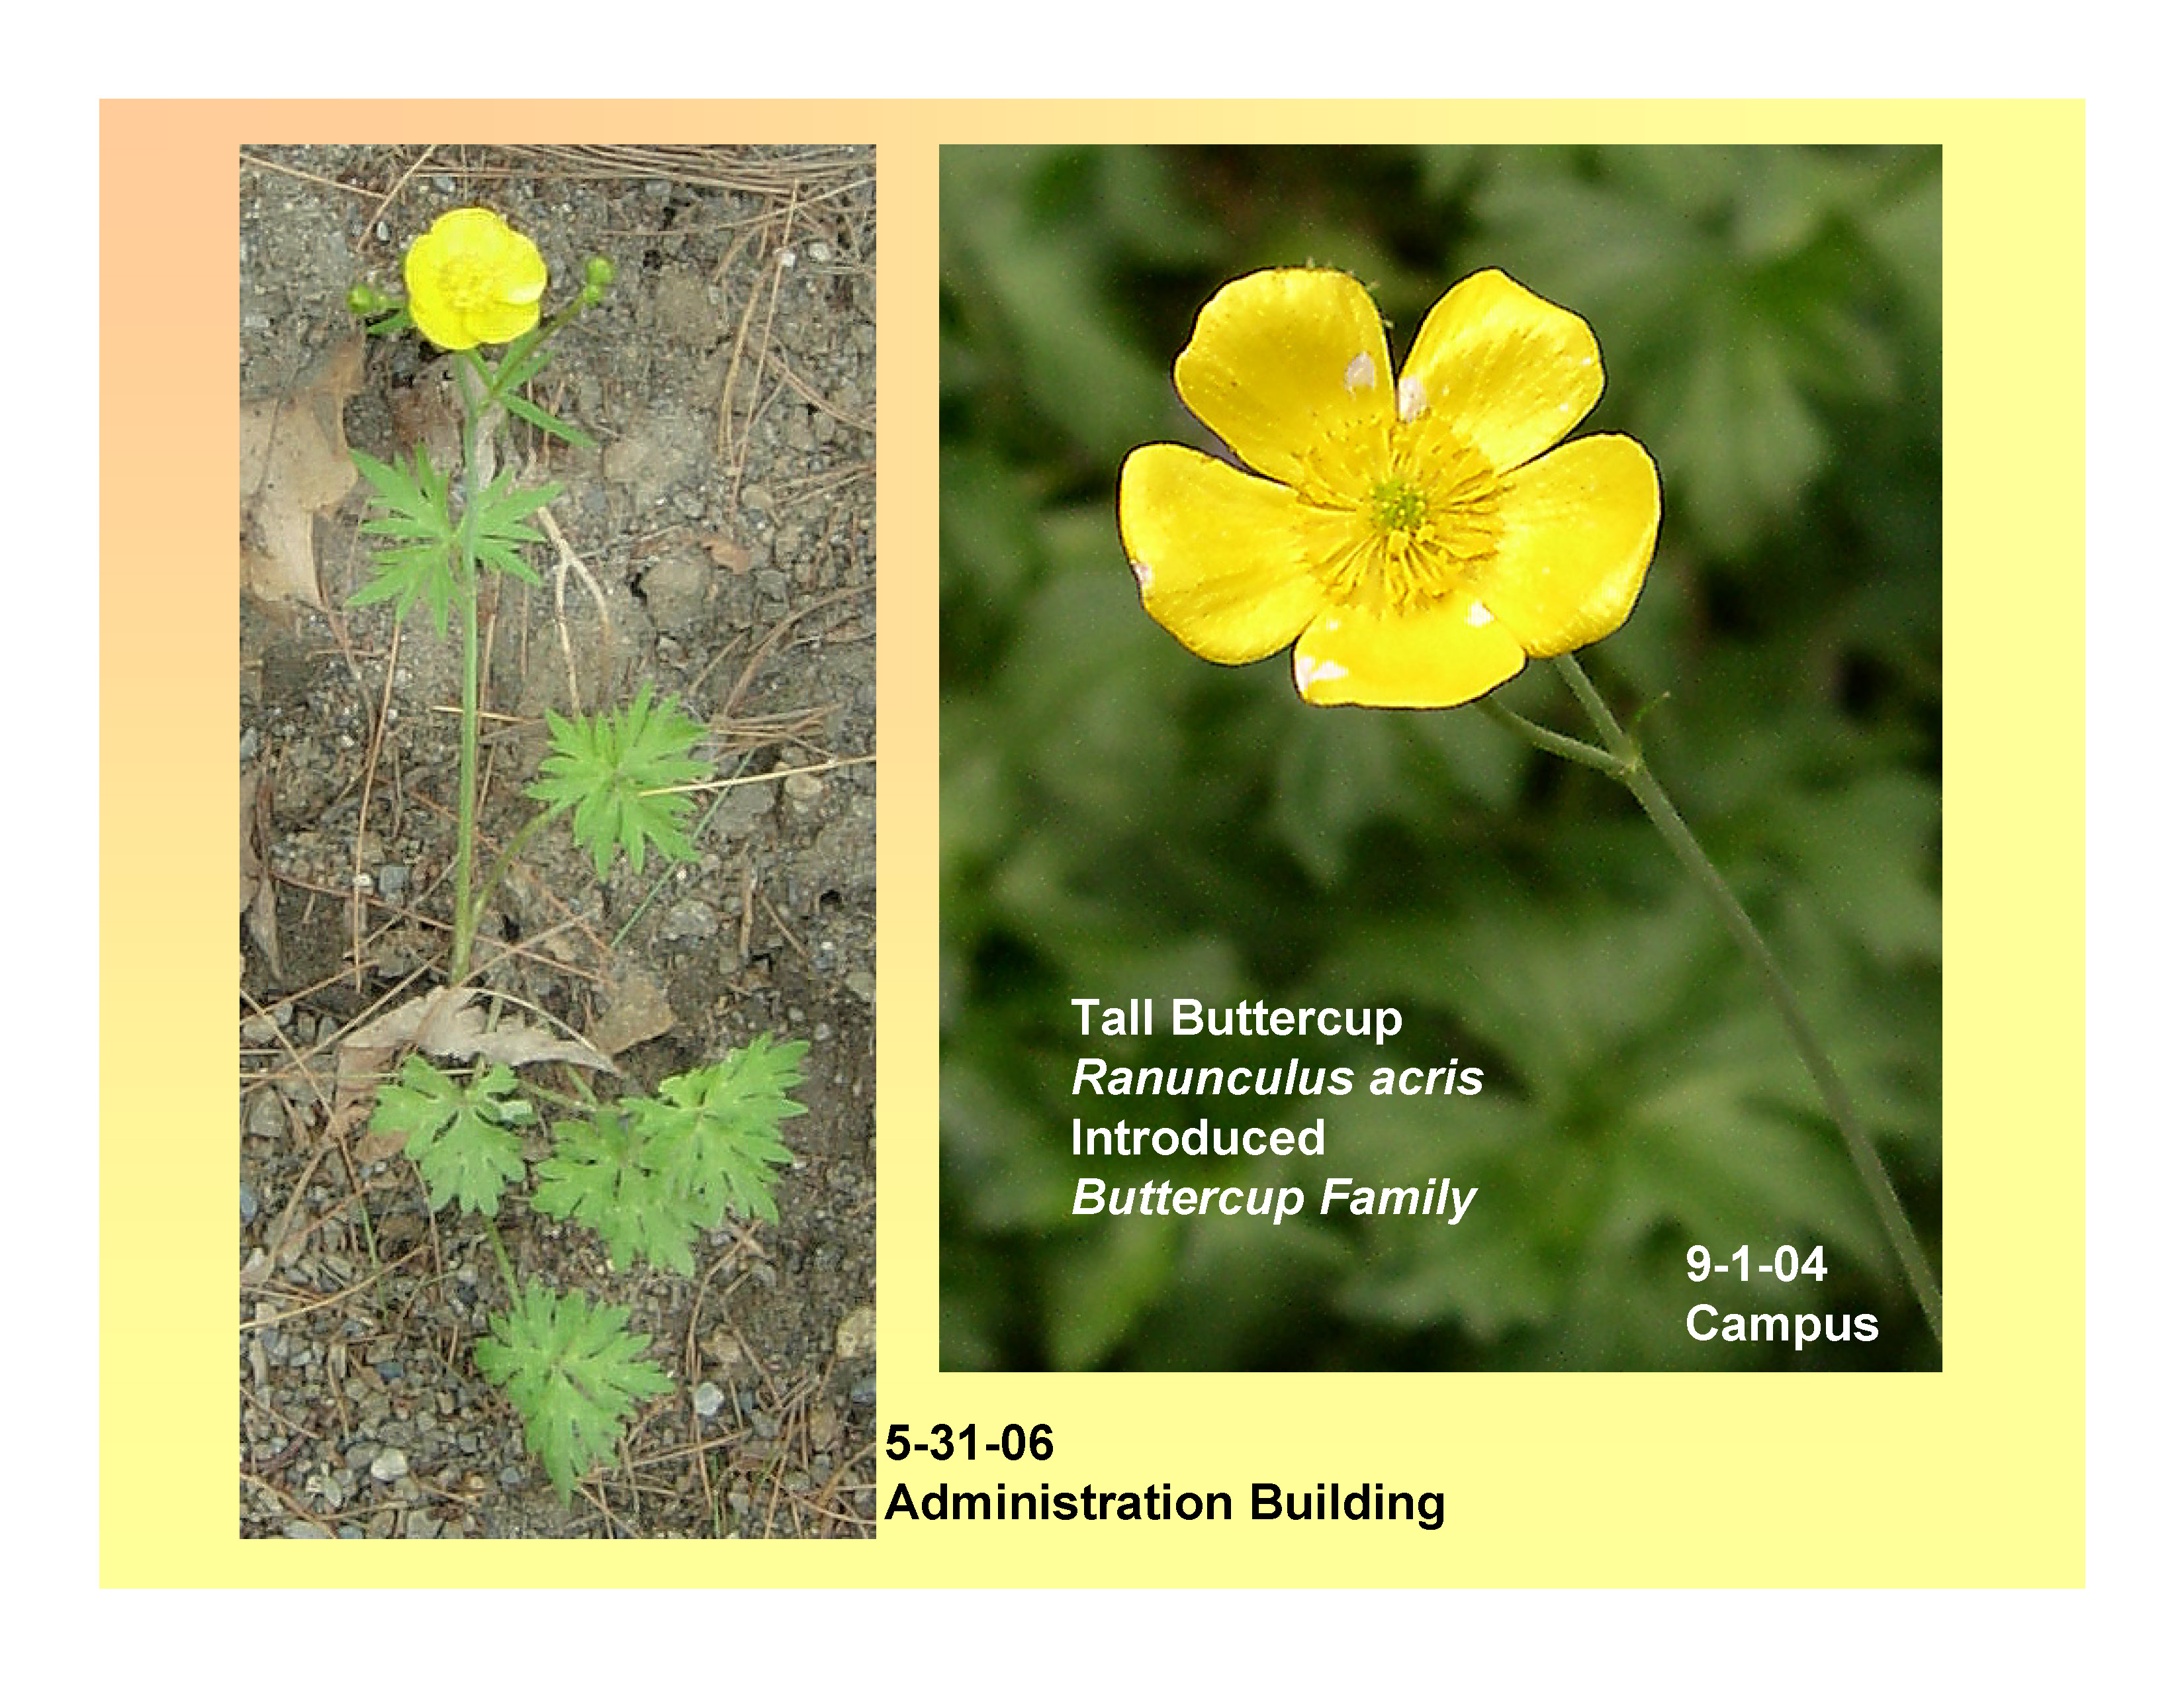 Tall Buttercup
Ranunculus acris
Introduced
Buttercup Family
9-1-04
Campus
5-31-06
Administration Building